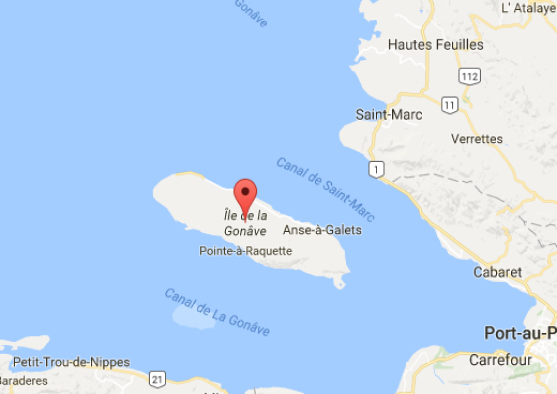 Gonâve
L' Atalaye
Hautes Feuilles
112
11
Saint-Marc
Verrettes
1
Canal de Saint-Marc
Île de la
Gonâve
Anse-à-Galets
Pointe-à-Raquette
Cabaret
Canal de La Gonâve
Port-au-P
Petit-Trou-de-Nippes
Carrefour
21
Baraderes